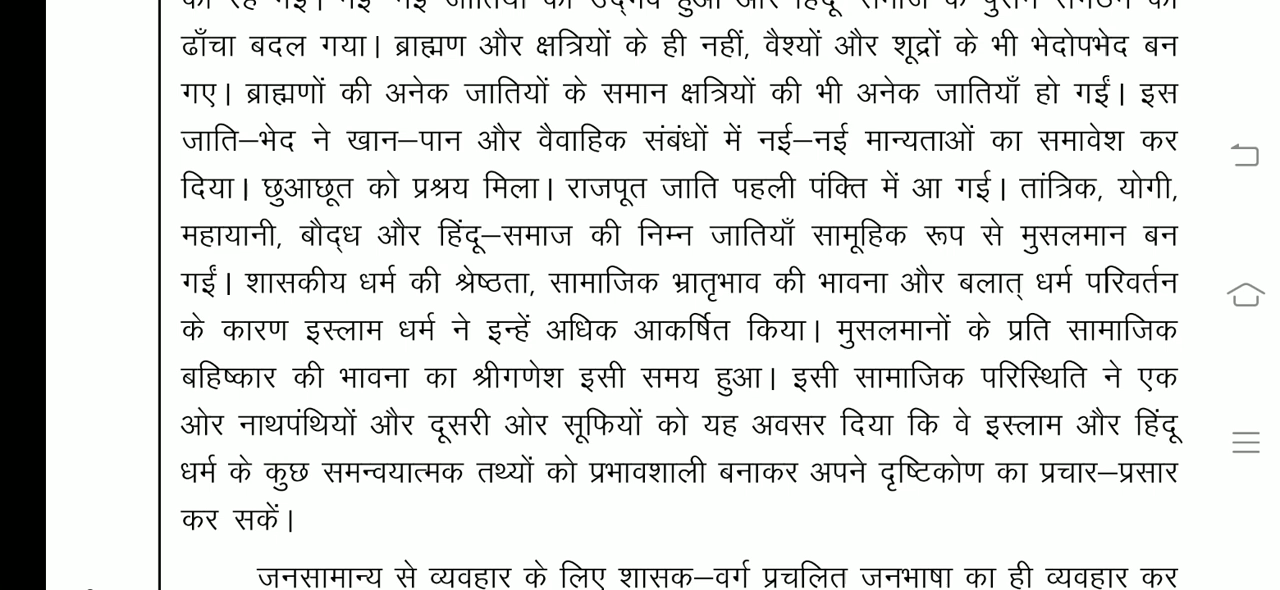 ढाँचा बदल गया। ब्राह्मण और क्षत्रियों के ही नहीं, वैश्यों और शूद्रों के भी भेदोपभेद बन
गए। ब्राह्मणों की अनेक जातियों के समान क्षत्रियों की भी अनेक जातियाँ हो गईं। इस
जाति–भेद ने खान–पान और वैवाहिक संबंधों में नई–नई मान्यताओं का समावेश कर
दिया। छुआछूत को प्रश्रय मिला। राजपूत जाति पहली पंक्ति में आ गई। तांत्रिक, योगी,
महायानी, बौद्ध और हिंदू–समाज की निम्न जातियाँ सामूहिक रूप से मुसलमान बन
गईं। शासकीय धर्म की श्रेष्ठता, सामाजिक भ्रातृभाव की भावना और बलात् धर्म परिवर्तन
के कारण इस्लाम धर्म ने इन्हें अधिक आकर्षित किया। मुसलमानों के प्रति सामाजिक
बहिष्कार की भावना का श्रीगणेश इसी समय हुआ। इसी सामाजिक परिस्थिति ने एक
ओर नाथपंथियों और दूसरी ओर सूफियों को यह अवसर दिया कि वे इस्लाम और हिंदू
धर्म के कुछ समन्वयात्मक तथ्यों को प्रभावशाली बनाकर अपने दृष्टिकोण का प्रचार–प्रसार
कर सकें।
जनसामान्य से व्यवहार के लिए शासक–वर्ग प्रचलित जनभाषा का ही व्यवहार कर